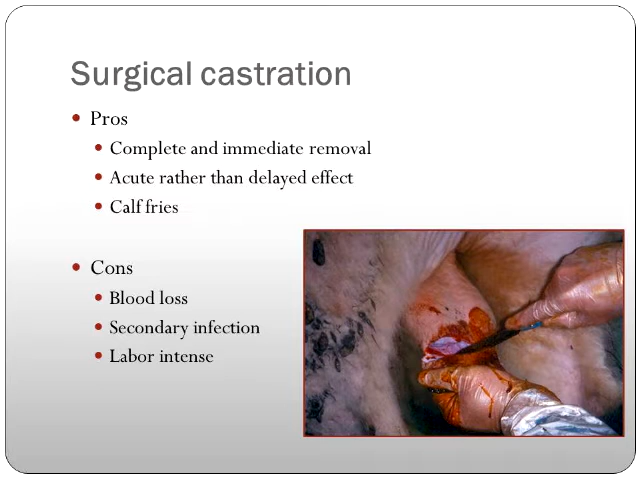 Surgical castration
Pros
Complete and immediate removal
Acute rather than delayed effect
Calf fries
Cons
Blood loss
Secondary infection
Labor intense